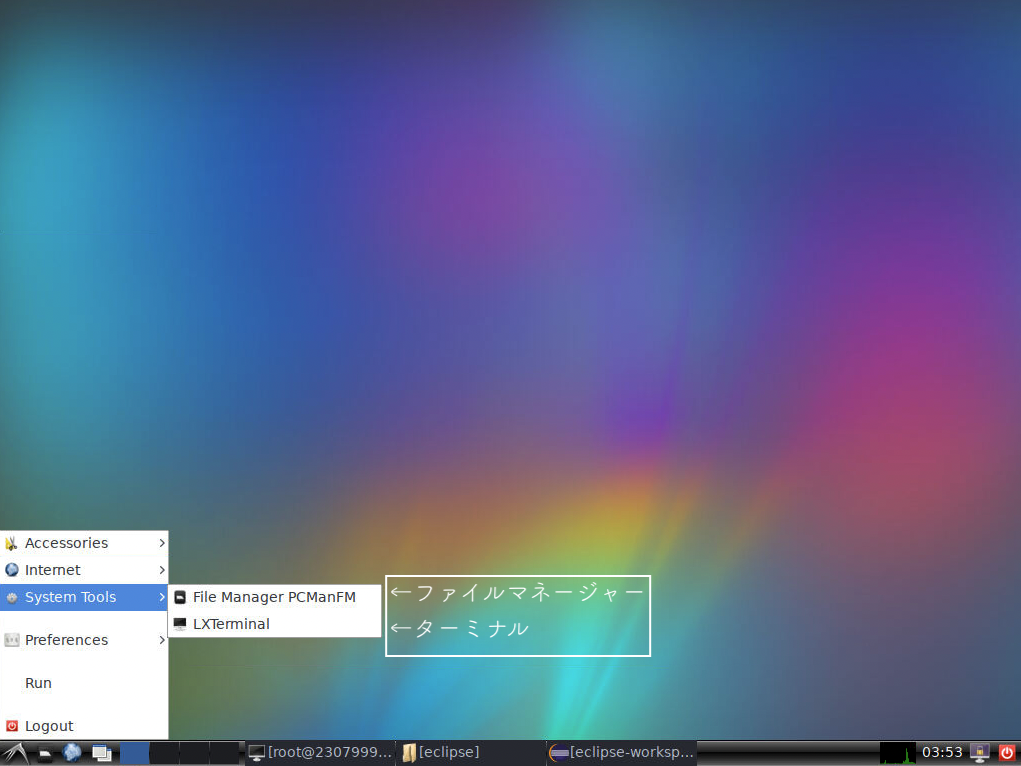 Accessories
Internet
System Tools
File Manager PCManFM
←ファイルマネージャー
LXTerminal
←ターミナル
Preferences
Run
Logout
[root@2307999...
[eclipse]
[eclipse-worksp...
03:53